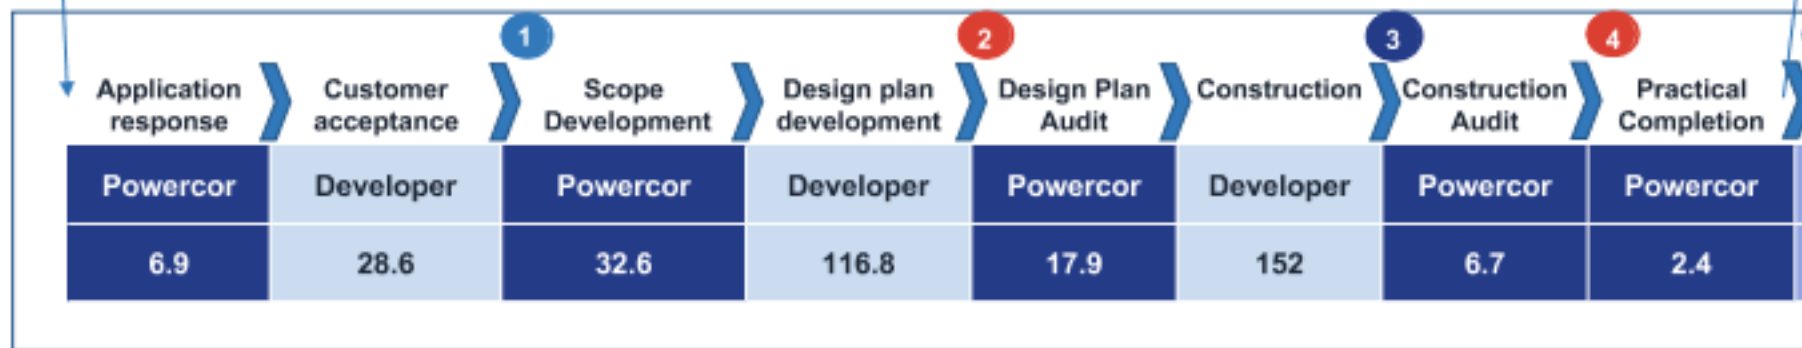 1 2 3 4
Application Customer Scope Design plan Design Plan Construction Construction Practical
response acceptance Development development Audit Audit Completion
Powercor Developer Powercor Developer Powercor Developer Powercor Powercor
6.9 28.6 32.6 116.8 17.9 152 6.7 2.4